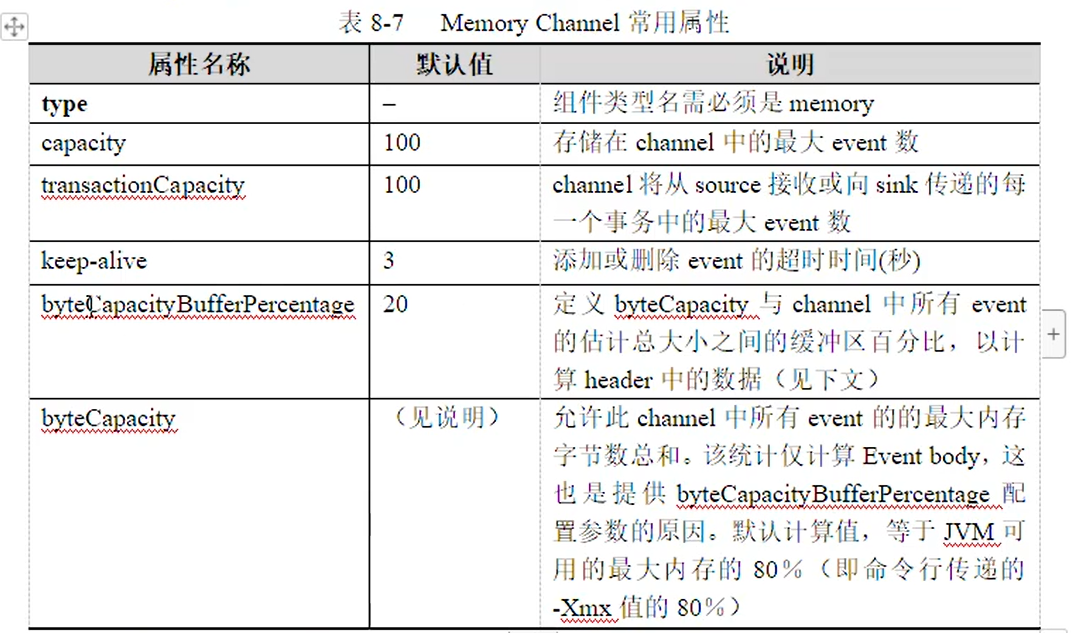 表 8-7 Memory Channel 常用属性
属性名称 默认值 说明
type – 组件类型名需必须是 memory
capacity 100 存储在 channel 中的最大 event 数
transactionCapacity 100 channel 将从 source 接收或向 sink 传递的每
一个事务中的最大 event 数
keep-alive 3 添加或删除 event 的超时时间(秒)
byteCapacityBufferPercentage 20 定义 byteCapacity 与 channel 中所有 event
的估计总大小之间的缓冲区百分比，以计
算 header 中的数据（见下文）
byteCapacity （见说明） 允许此 channel 中所有 event 的的最大内存
字节数总和。该统计仅计算 Event body，这
也是提供 byteCapacityBufferPercentage 配
置参数的原因。默认计算值，等于 JVM 可
用的最大内存的 80％（即命令行传递的
-Xmx 值的 80％）